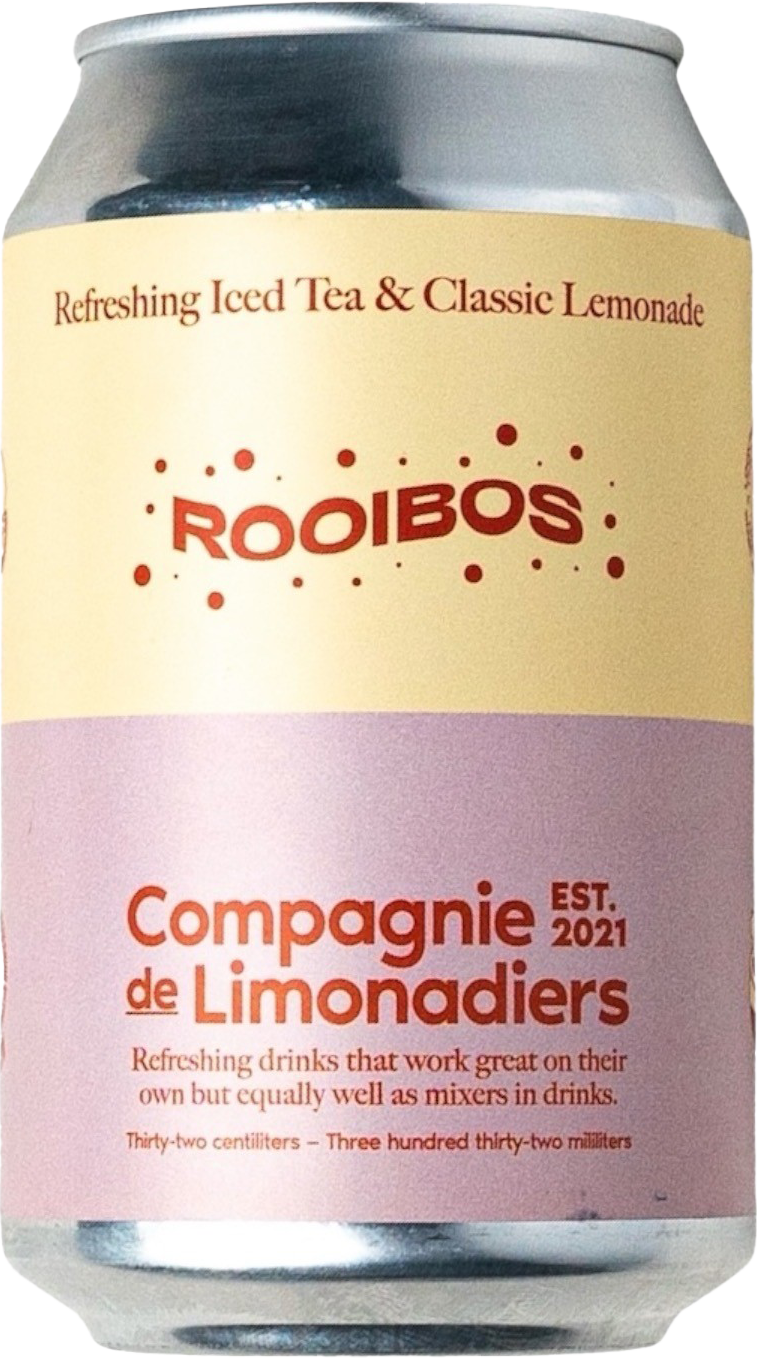 Refreshing Iced Tea & Classic Lemonade
ROOIBOS
Compagnie EST. 2021
de Limonadiers
Refreshing drinks that work great on their
own but equally well as mixers in drinks.
Thirty-two centiliters – Three hundred thirty-two mililiters